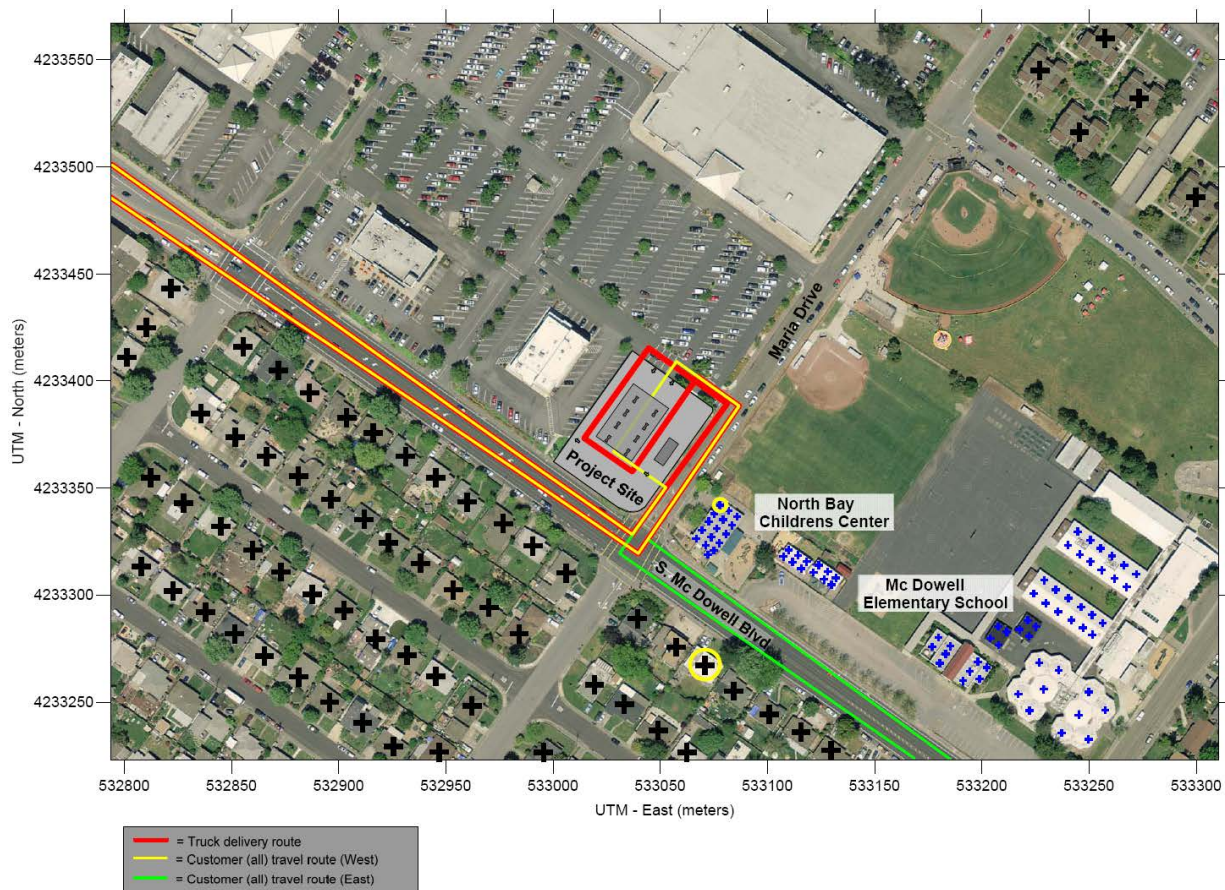 4233550
4233500
4233450
4233400
4233350
4233300
4233250
UTM - North (meters)
Maria Drive
Project Site
North Bay
Childrens Center
S. Mc Dowell Blvd
Mc Dowell
Elementary School
532800
532850
532900
532950
533000
533050
533100
533150
533200
533250
533300
UTM - East (meters)
= Truck delivery route
= Customer (all) travel route (West)
= Customer (all) travel route (East)